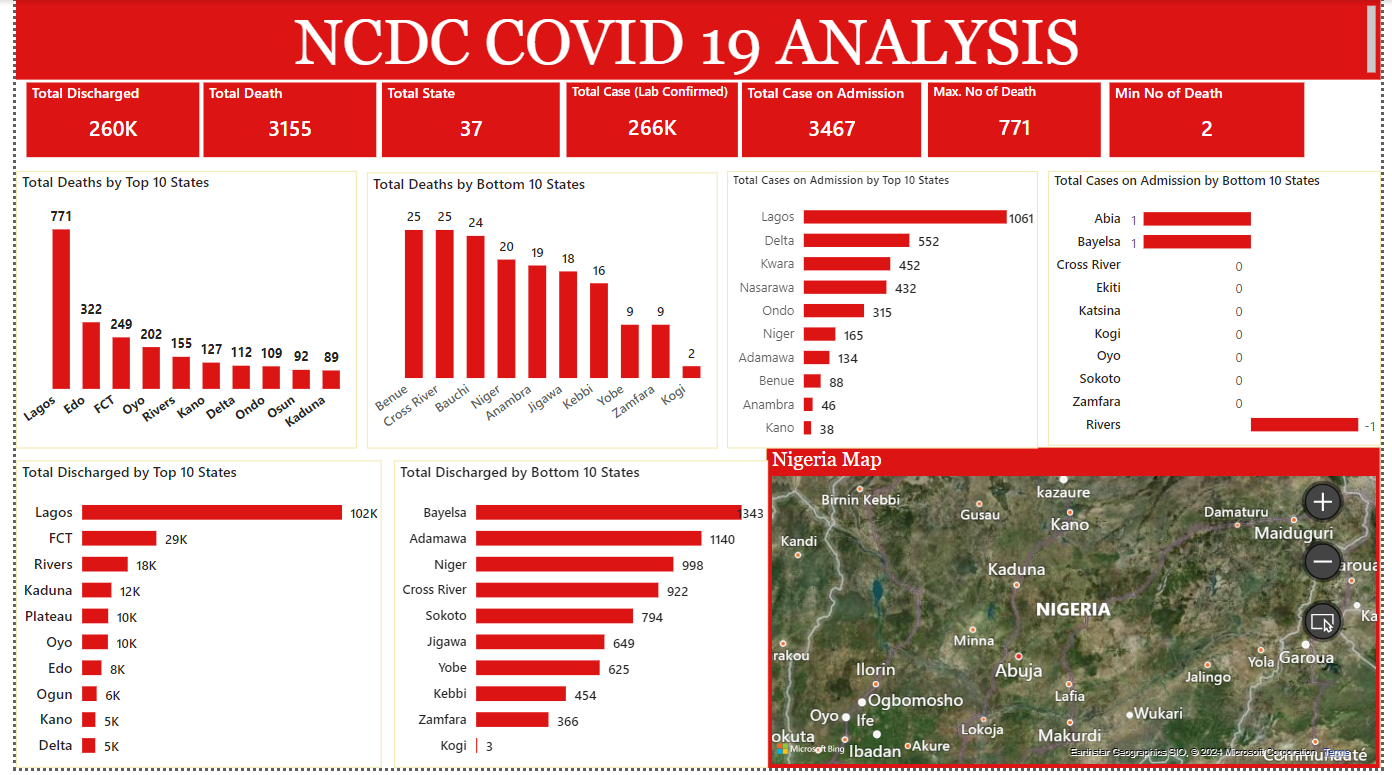 NCDC COVID 19 ANALYSIS
Total Discharged
260K
Total Death
3155
Total State
37
Total Case (Lab Confirmed)
266K
Total Case on Admission
3467
Max. No of Death
771
Min No of Death
2
Total Deaths by Top 10 States
771
322
249
202
155
127
112
109
92
89
Lagos
Edo
FCT
Oyo
Rivers
Kano
Delta
Ondo
Osun
Kaduna
Total Deaths by Bottom 10 States
25
25
24
20
19
18
16
9
9
2
Benue
Cross River
Bauchi
Niger
Anambra
Jigawa
Kebbi
Yobe
Zamfara
Kogi
Total Cases on Admission by Top 10 States
Lagos 1061
Delta 552
Kwara 452
Nasarawa 432
Ondo 315
Niger 165
Adamawa 134
Benue 88
Anambra 46
Kano 38
Total Cases on Admission by Bottom 10 States
Abia 1
Bayelsa 1
Cross River 0
Ekiti 0
Katsina 0
Kogi 0
Oyo 0
Sokoto 0
Zamfara 0
Rivers -1
Total Discharged by Top 10 States
Lagos 102K
FCT 29K
Rivers 18K
Kaduna 12K
Plateau 10K
Oyo 10K
Edo 8K
Ogun 6K
Kano 5K
Delta 5K
Total Discharged by Bottom 10 States
Bayelsa 1343
Adamawa 1140
Niger 998
Cross River 922
Sokoto 794
Jigawa 649
Yobe 625
Kebbi 454
Zamfara 366
Kogi 3
Nigeria Map
kazaure
Birnin Kebbi
Gusau
Kano
Damaturu
Maiduguri
Kandi
Kaduna
aroua
NIGERIA
Ka
Minna
rakou
Abuja
Yola
Garoua
Ilorin
Jalingo
Lafia
Ogbomosho
Oyo
Ife
Wukari
Lokoja
Makurdi
okuta
Ibadan
Akure
Microsoft Bing
Earthstar Geographics SIO, © 2024 Microsoft Corporation Terms
Communauté